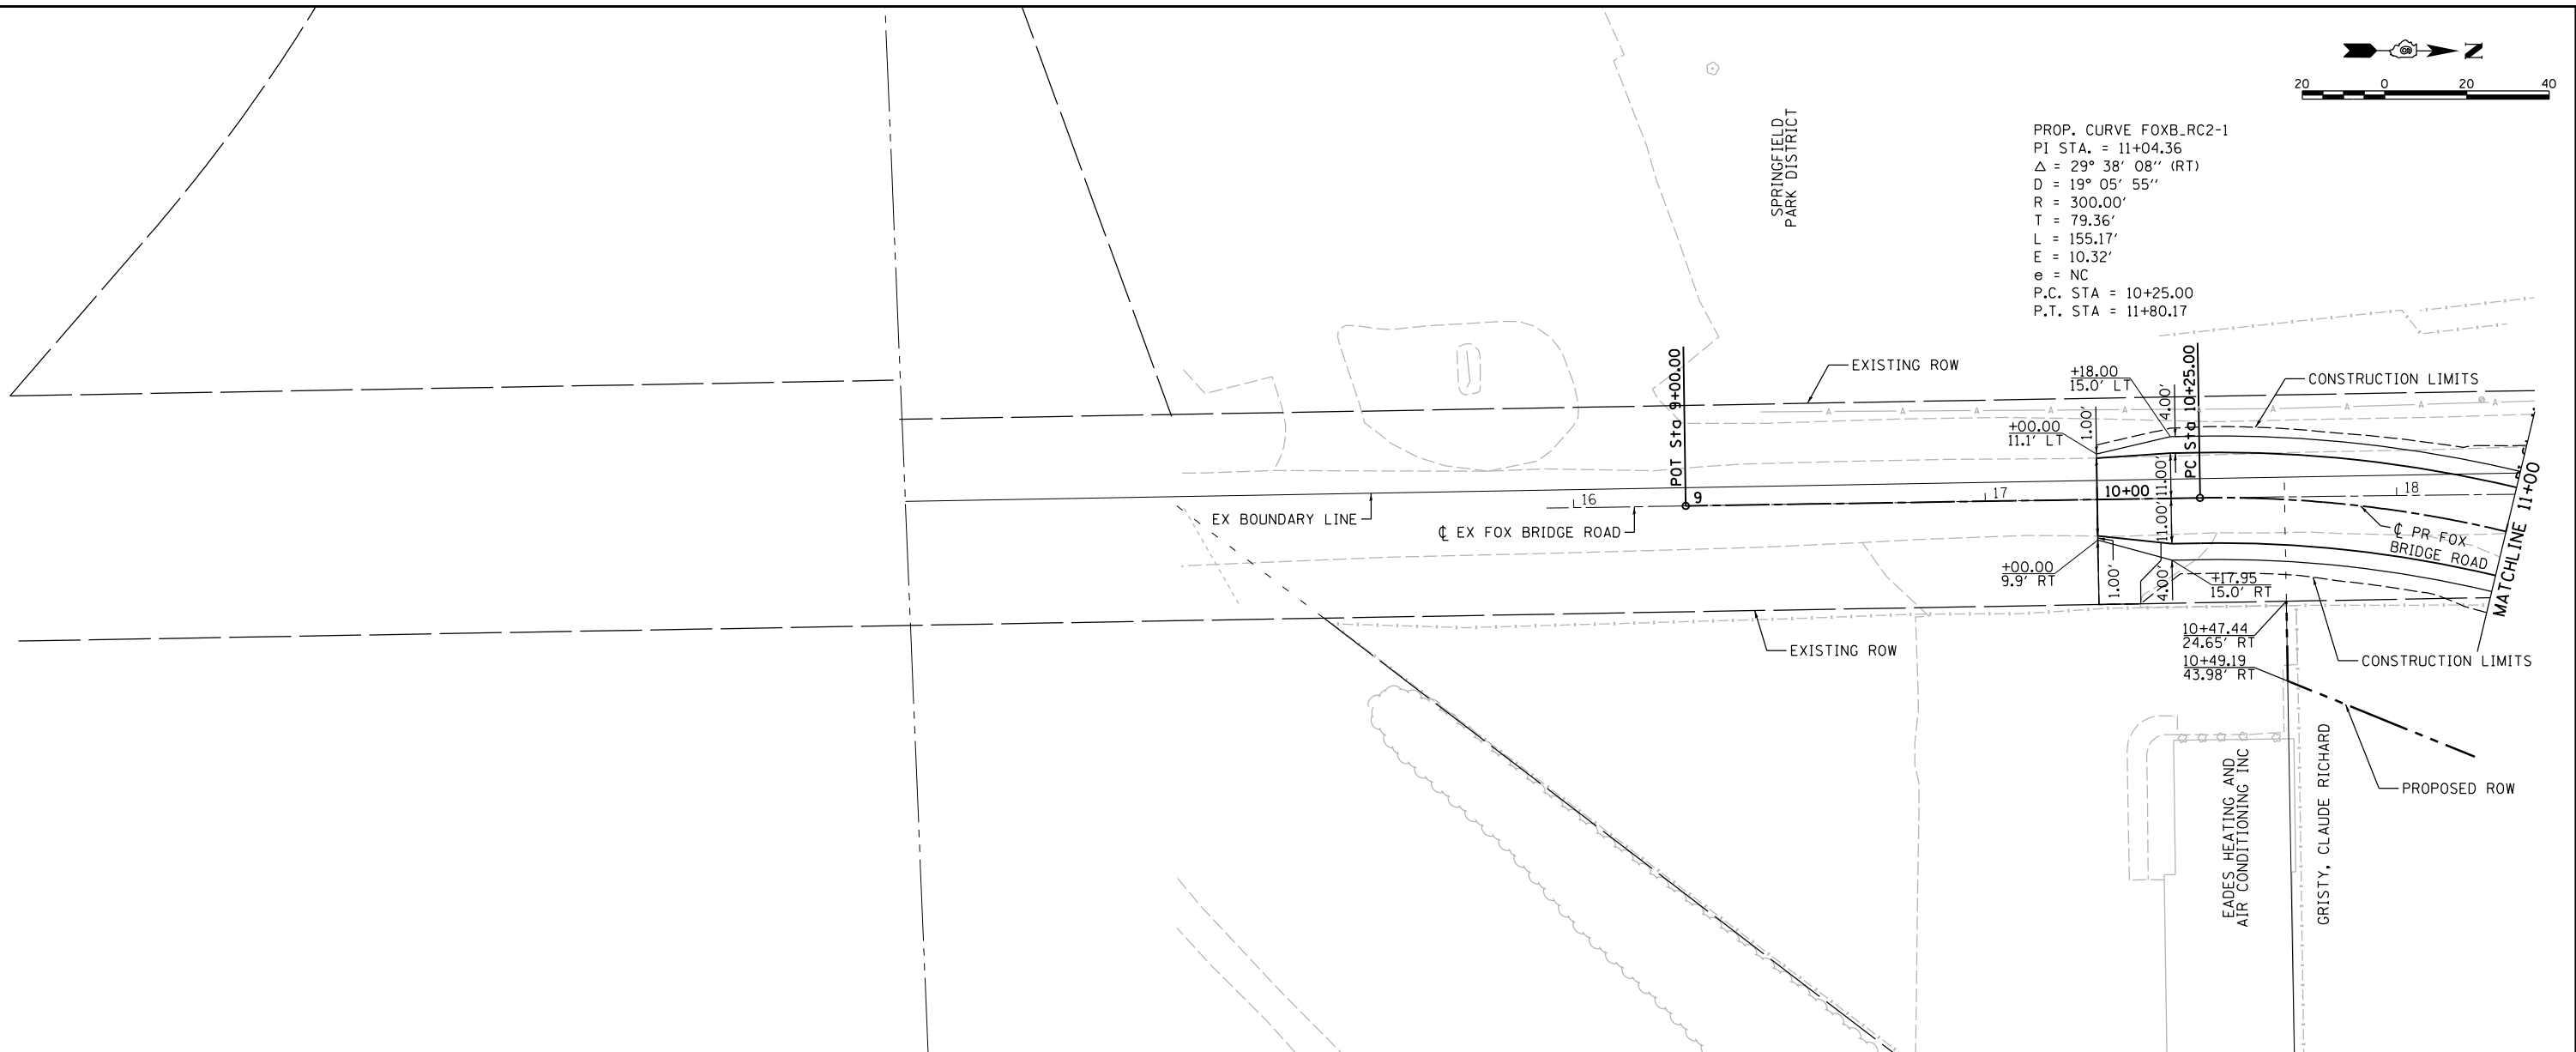 N
20 0 20 40
PROP. CURVE FOXB_RC2-1
PI STA. = 11+04.36
Δ = 29° 38' 08'' (RT)
D = 19° 05' 55''
R = 300.00'
T = 79.36'
L = 155.17'
E = 10.32'
e = NC
P.C. STA = 10+25.00
P.T. STA = 11+80.17
SPRINGFIELD
PARK DISTRICT
POT Sta 9+00.00
EXISTING ROW
+18.00
15.0' LT
4.00'
PC Sta 10+25.00
CONSTRUCTION LIMITS
1.00'
+00.00
11.1' LT
11.00'
11.00'
EX BOUNDARY LINE
16
9
17
10+00
18
℄ EX FOX BRIDGE ROAD
℄ PR FOX
BRIDGE ROAD
MATCHLINE 11+00
+00.00
9.9' RT
1.00'
4.00'
+17.95
15.0' RT
EXISTING ROW
10+47.44
24.65' RT
10+49.19
43.98' RT
CONSTRUCTION LIMITS
PROPOSED ROW
EADES HEATING AND
AIR CONDITIONING INC
GRISTY, CLAUDE RICHARD